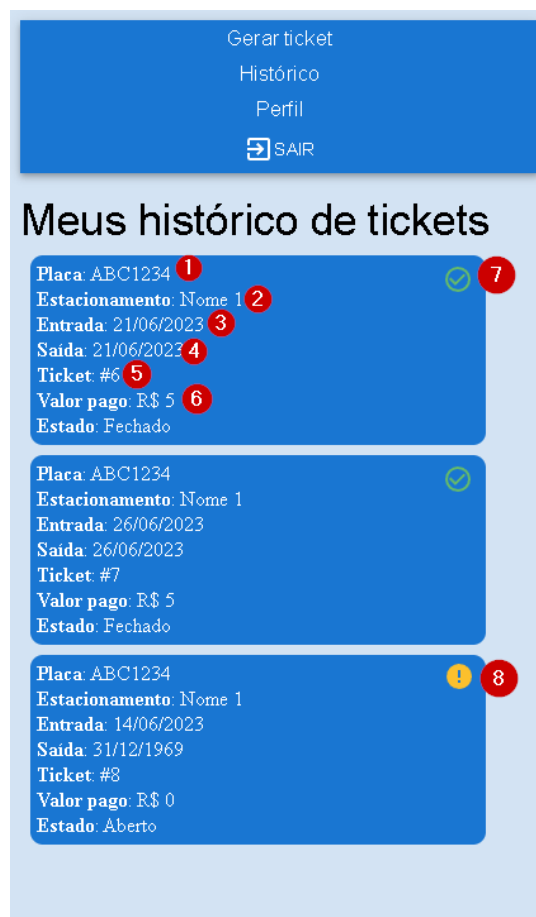 Gerar ticket
Histórico
Perfil
SAIR
Meus histórico de tickets
Placa: ABC1234 1
Estacionamento: Nome 1 2
Entrada: 21/06/2023 3
Saída: 21/06/2023 4
Ticket: #6 5
Valor pago: R$ 5 6
Estado: Fechado
7
Placa: ABC1234
Estacionamento: Nome 1
Entrada: 26/06/2023
Saída: 26/06/2023
Ticket: #7
Valor pago: R$ 5
Estado: Fechado
Placa: ABC1234
! 8
Estacionamento: Nome 1
Entrada: 14/06/2023
Saída: 31/12/1969
Ticket: #8
Valor pago: R$ 0
Estado: Aberto